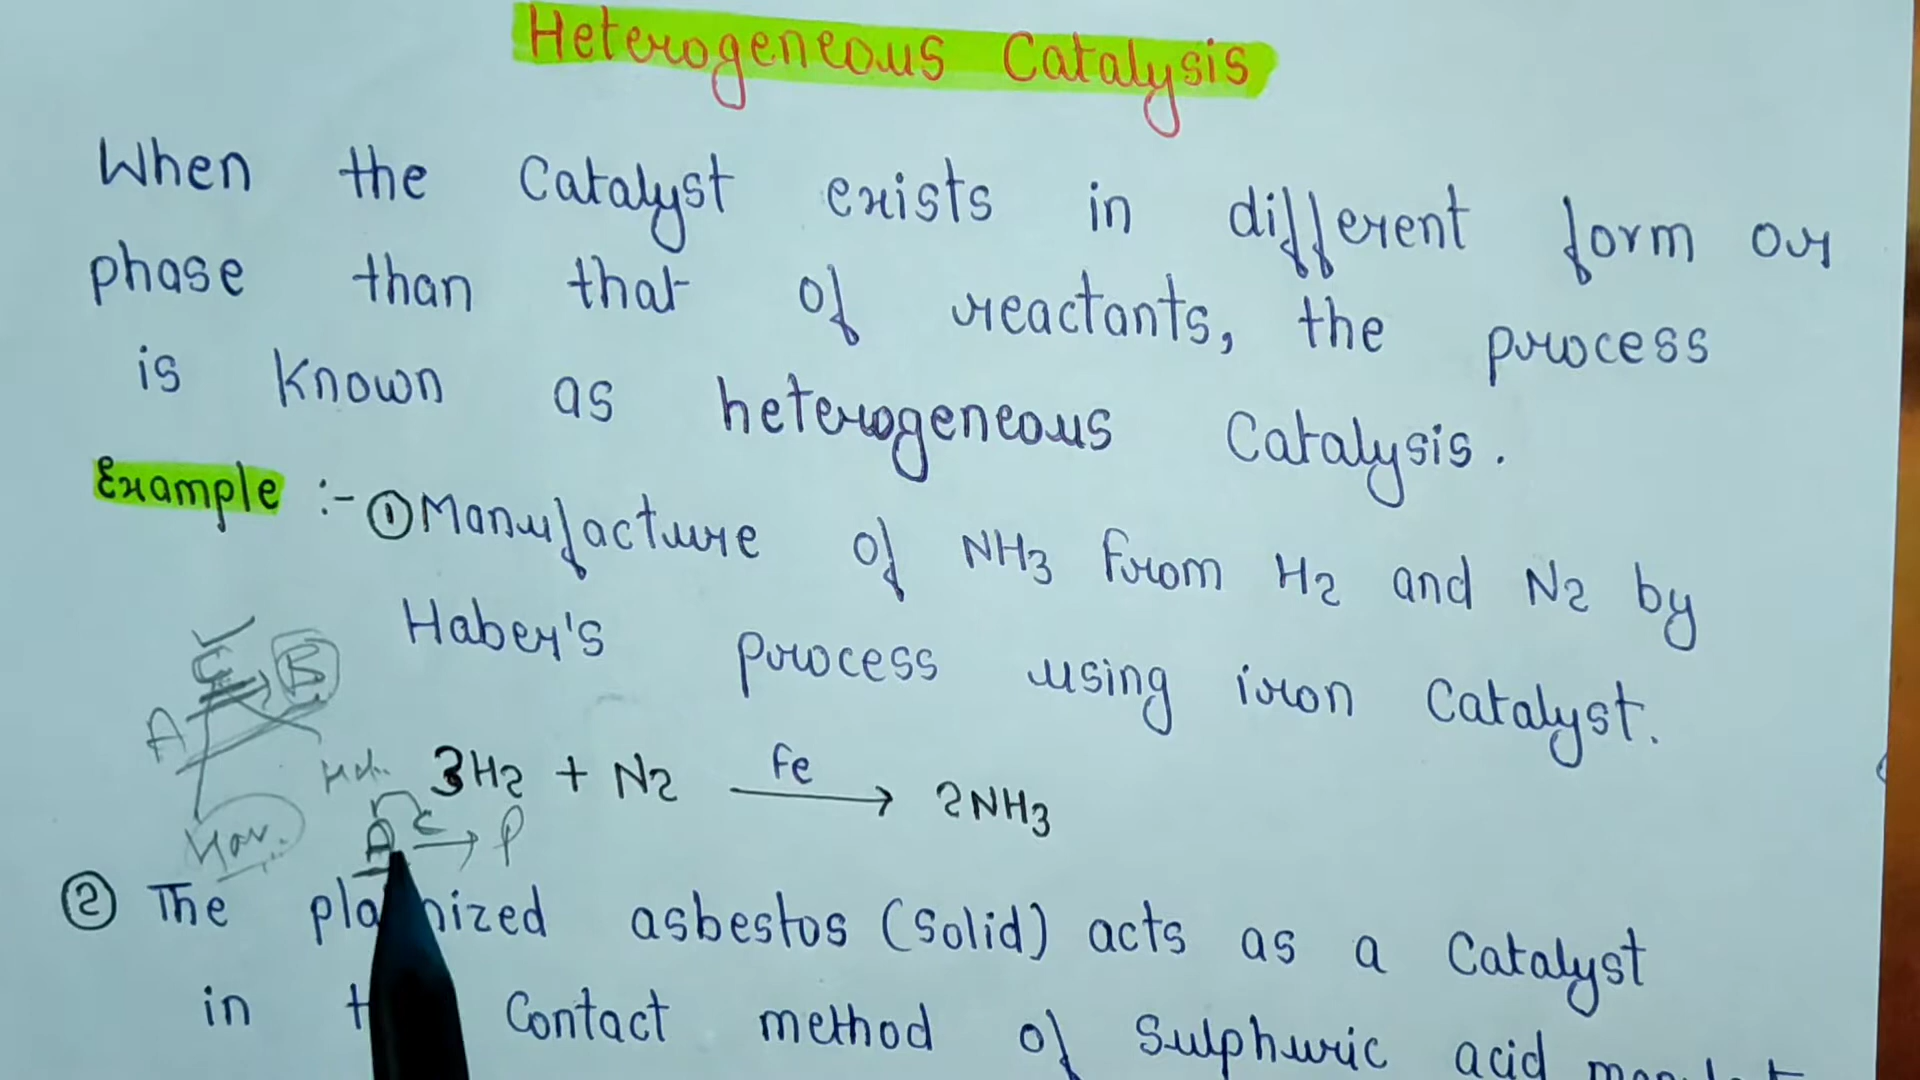 Heterogeneous Catalysis
When the Catalyst exists in different form or
phase than that of reactants, the process
is known as heterogeneous Catalysis.
Example :- ① Manufacture of NH3 from H2 and N2 by
Haber's process using iron Catalyst.
C B
A
3H2 + N2 Fe → 2NH3
A C → P
② The asbestos (Solid) acts as a Catalyst
in Contact method of Sulphuric acid